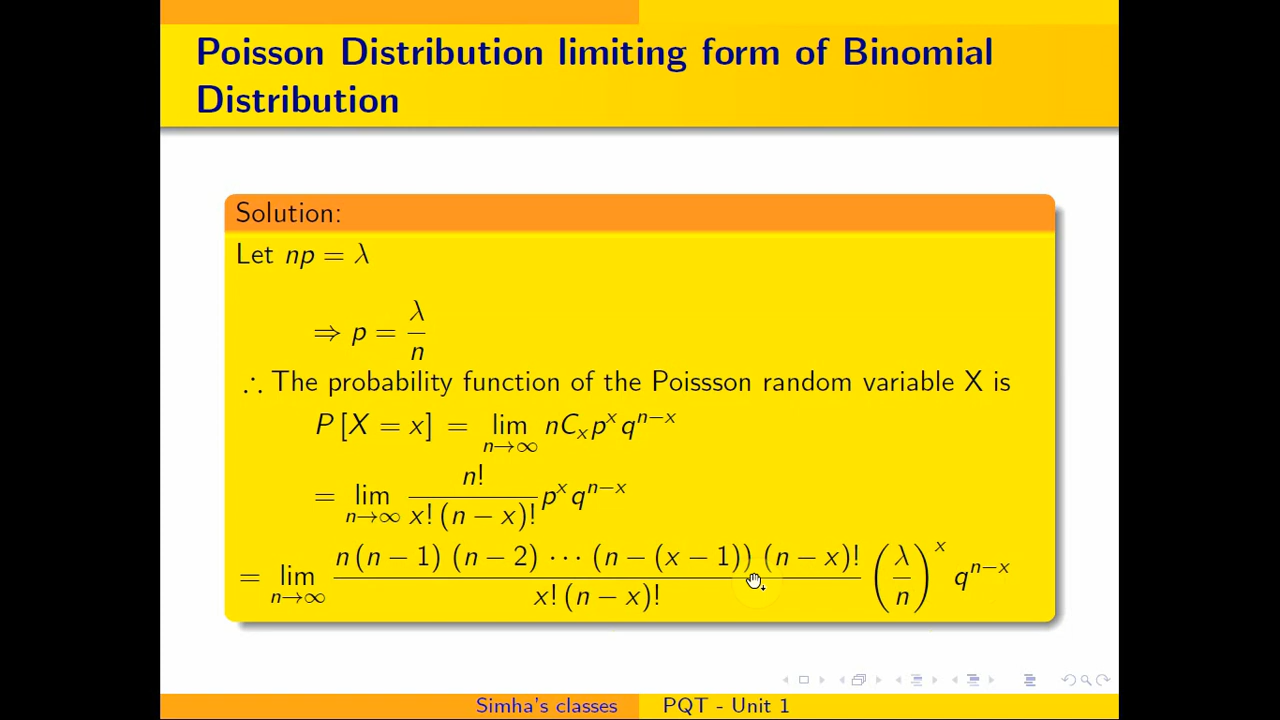 Poisson Distribution limiting form of Binomial
Distribution
Solution:
Let np = λ
⇒ p = λ/n
∴ The probability function of the Poissson random variable X is
P [X = x] = lim_{n→∞} nC_x p^x q^{n−x}
= lim_{n→∞} n!/(x! (n − x)!) p^x q^{n−x}
= lim_{n→∞} (n (n − 1) (n − 2) ··· (n − (x − 1)) (n − x)!)/(x! (n − x)!) (λ/n)^x q^{n−x}
Simha's classes PQT - Unit 1